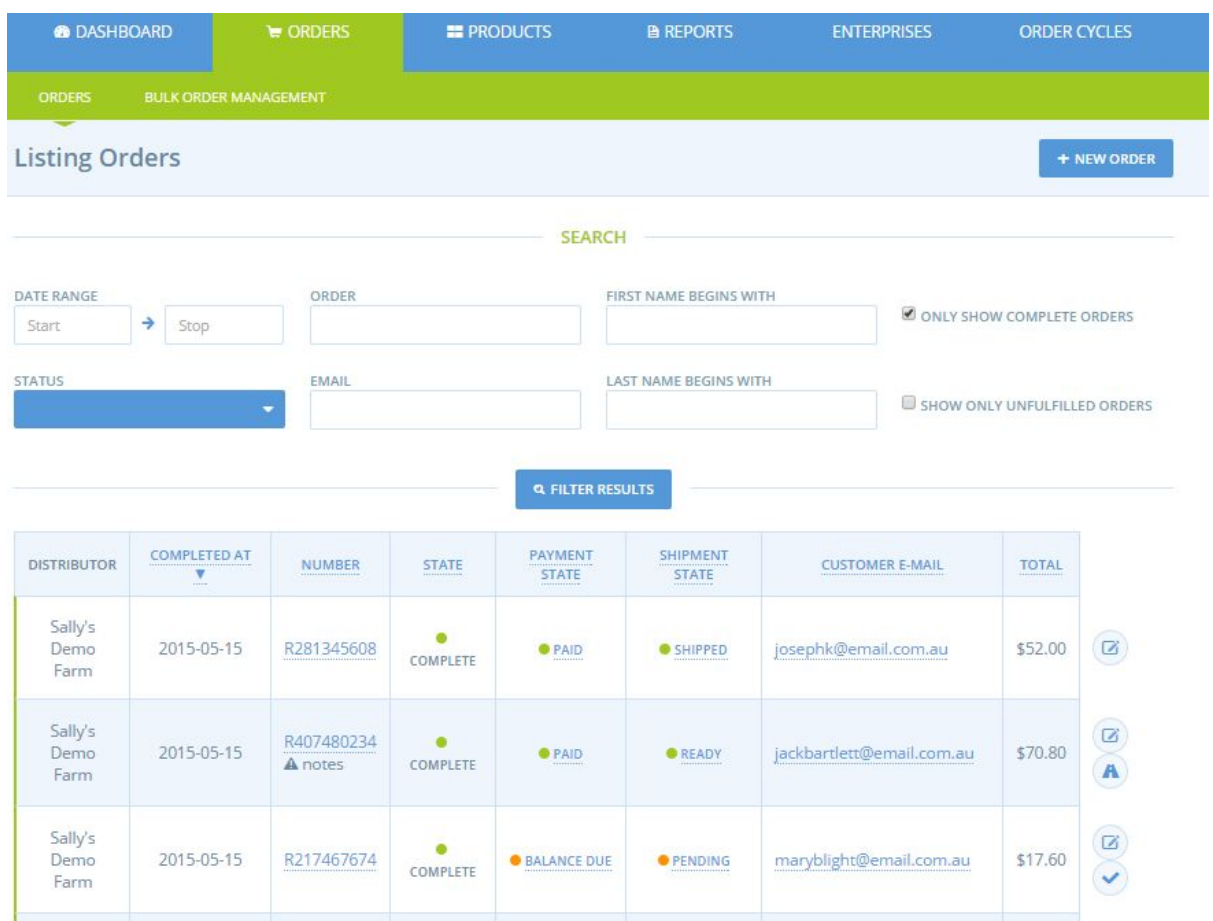 DASHBOARD ORDERS PRODUCTS REPORTS ENTERPRISES ORDER CYCLES
ORDERS BULK ORDER MANAGEMENT
Listing Orders
+ NEW ORDER
SEARCH
DATE RANGE ORDER FIRST NAME BEGINS WITH
Start Stop ONLY SHOW COMPLETE ORDERS
STATUS EMAIL LAST NAME BEGINS WITH
SHOW ONLY UNFULFILLED ORDERS
FILTER RESULTS
DISTRIBUTOR COMPLETED AT ▼ NUMBER STATE PAYMENT STATE SHIPMENT STATE CUSTOMER E-MAIL TOTAL
Sally's Demo Farm 2015-05-15 R281345608 COMPLETE PAID SHIPPED josephk@email.com.au $52.00
Sally's Demo Farm 2015-05-15 R407480234 notes COMPLETE PAID READY jackbartlett@email.com.au $70.80
Sally's Demo Farm 2015-05-15 R217467674 COMPLETE BALANCE DUE PENDING maryblight@email.com.au $17.60